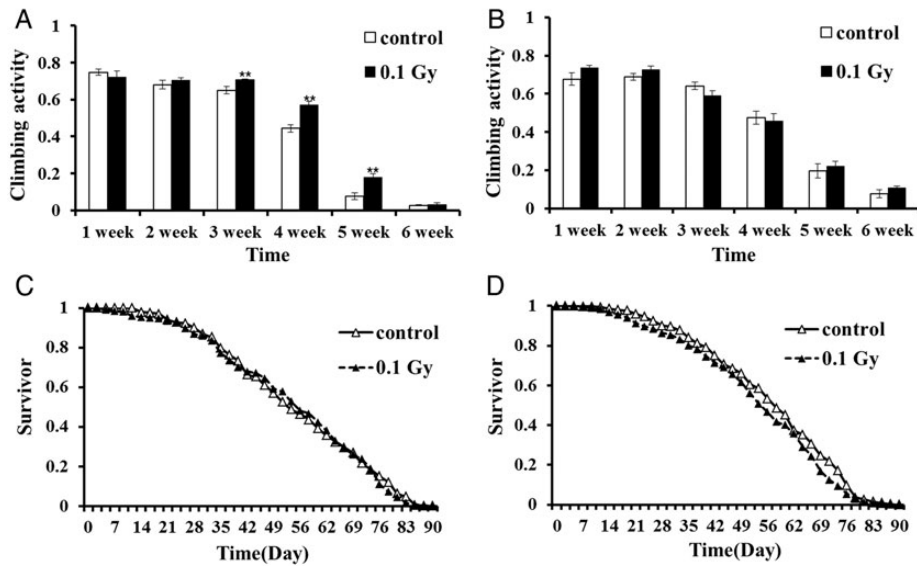 A
1
0.8
0.6
0.4
0.2
0
Climbing activity
control
0.1 Gy
**
**
**
1 week 2 week 3 week 4 week 5 week 6 week
Time
B
1
0.8
0.6
0.4
0.2
0
Climbing activity
control
0.1 Gy
1 week 2 week 3 week 4 week 5 week 6 week
Time
C
1
0.8
0.6
0.4
0.2
0
Survivor
control
0.1 Gy
0 7 14 21 28 35 42 49 56 62 69 76 83 90
Time(Day)
D
1
0.8
0.6
0.4
0.2
0
Survivor
control
0.1 Gy
0 7 14 21 28 35 42 49 56 62 69 76 83 90
Time(Day)